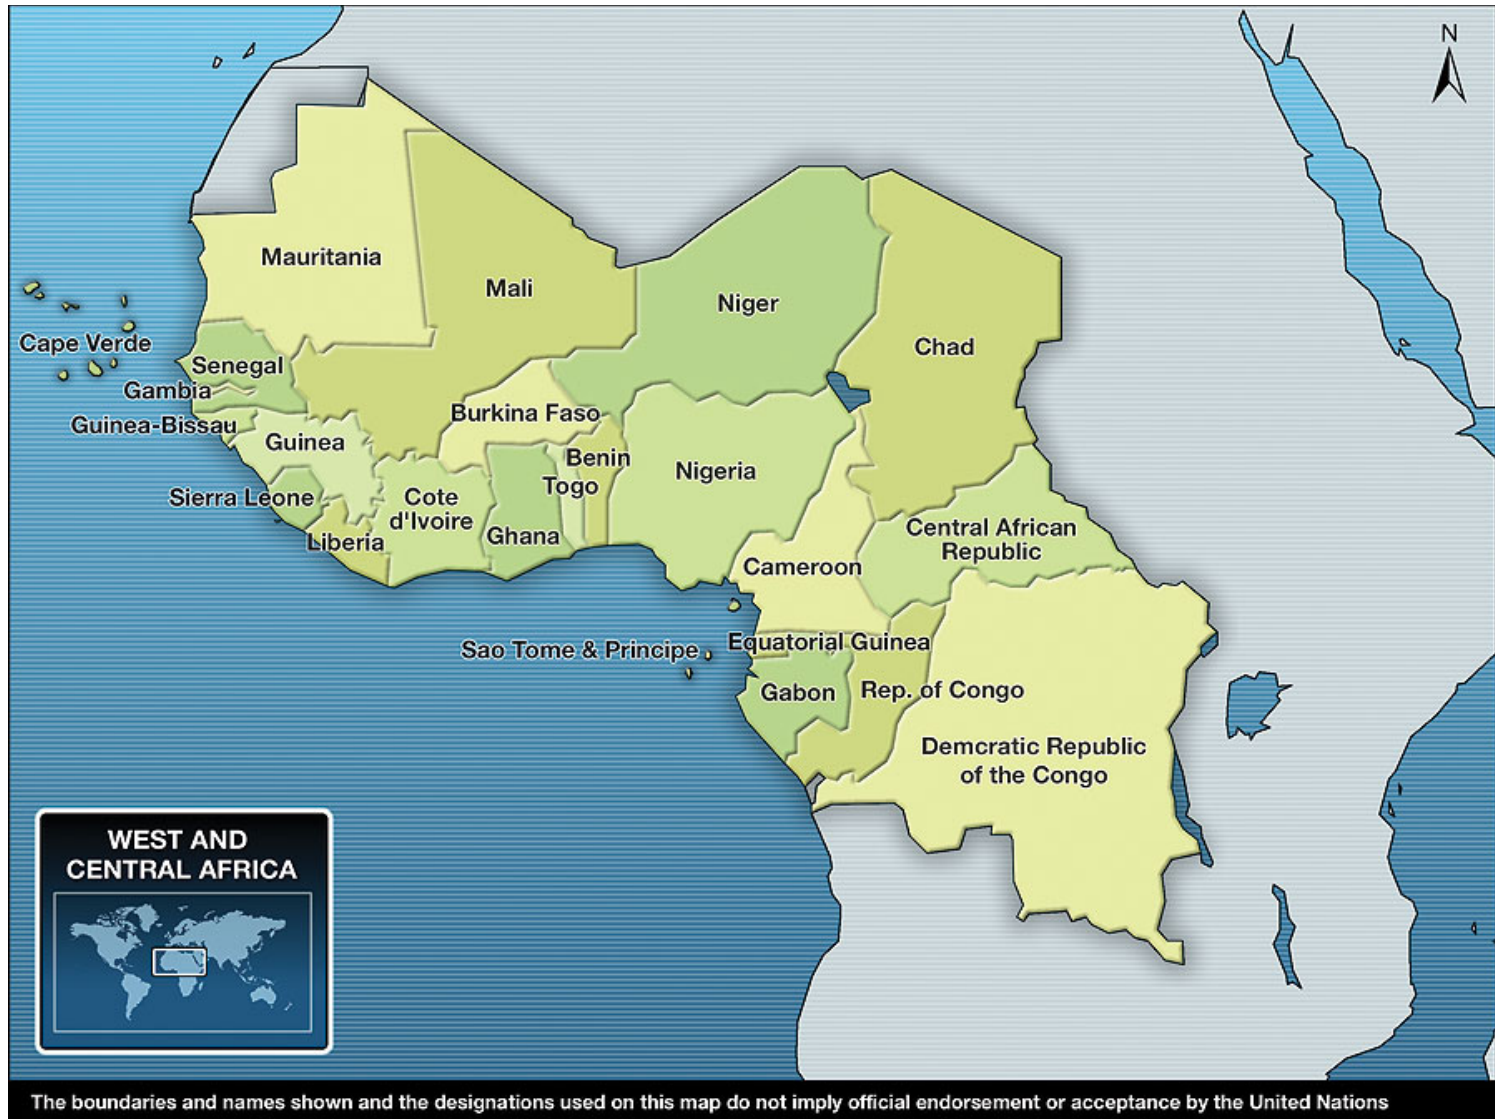 N
Mauritania
Mali
Niger
Chad
Cape Verde
Senegal
Gambia
Guinea-Bissau
Guinea
Burkina Faso
Benin
Togo
Nigeria
Sierra Leone
Cote
d'Ivoire
Ghana
Liberia
Central African
Republic
Cameroon
Sao Tome & Principe
Equatorial Guinea
Gabon
Rep. of Congo
Demcratic Republic
of the Congo
WEST AND
CENTRAL AFRICA
The boundaries and names shown and the designations used on this map do not imply official endorsement or acceptance by the United Nations